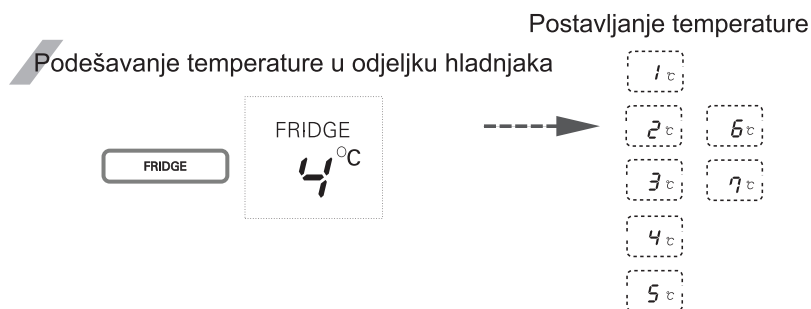 Postavljanje temperature
Podešavanje temperature u odjeljku hladnjaka
FRIDGE
FRIDGE
4°C
1 ℃
2 ℃ 6 ℃
3 ℃ 7 ℃
4 ℃
5 ℃